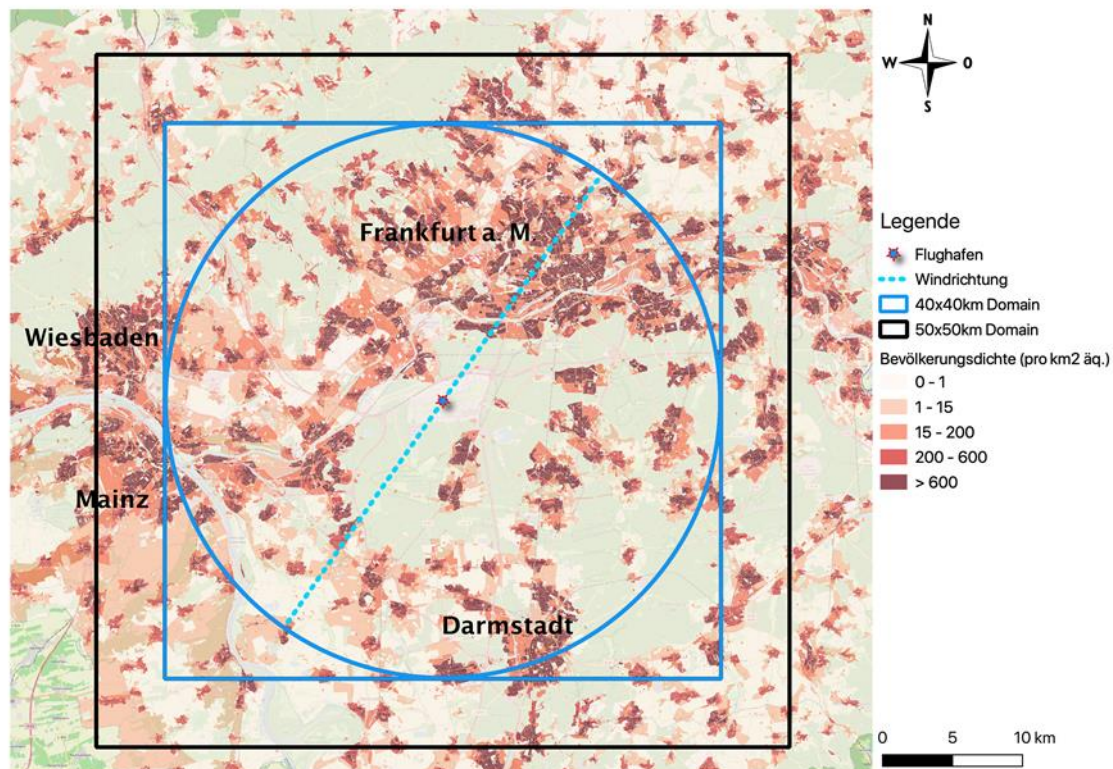 N
W O
S
Frankfurt a. M.
Wiesbaden
Mainz
Darmstadt
Legende
Flughafen
Windrichtung
40x40km Domain
50x50km Domain
Bevölkerungsdichte (pro km2 äq.)
0 - 1
1 - 15
15 - 200
200 - 600
> 600
0 5 10 km